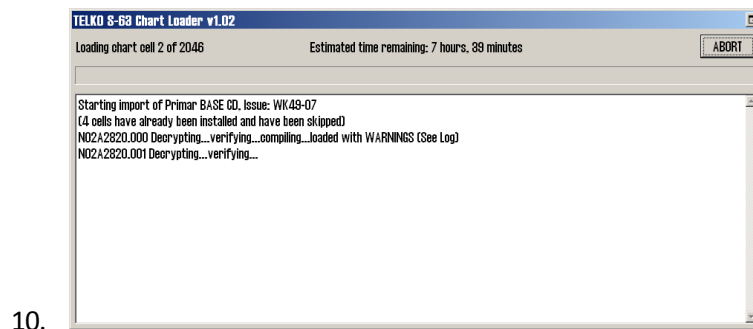 TELKO S-63 Chart Loader v1.02
Loading chart cell 2 of 2046 Estimated time remaining: 7 hours, 39 minutes ABORT
Starting import of Primar BASE CD, Issue: WK49-07
(4 cells have already been installed and have been skipped)
NO2A2820.000 Decrypting...verifying...compiling...loaded with WARNINGS (See Log)
NO2A2820.001 Decrypting...verifying...
10.